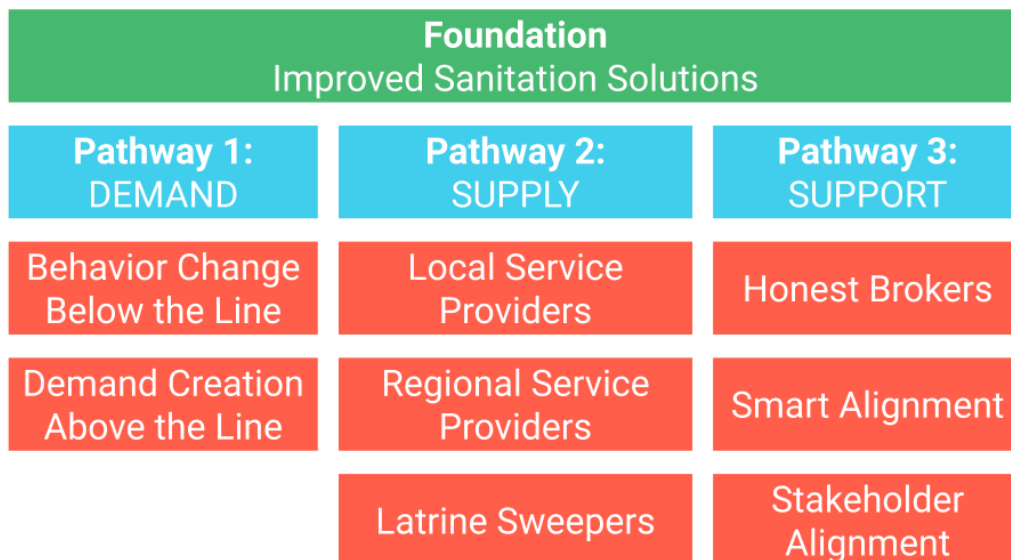 Foundation
Improved Sanitation Solutions
Pathway 1:
DEMAND
Pathway 2:
SUPPLY
Pathway 3:
SUPPORT
Behavior Change
Below the Line
Local Service
Providers
Honest Brokers
Demand Creation
Above the Line
Regional Service
Providers
Smart Alignment
Latrine Sweepers
Stakeholder
Alignment